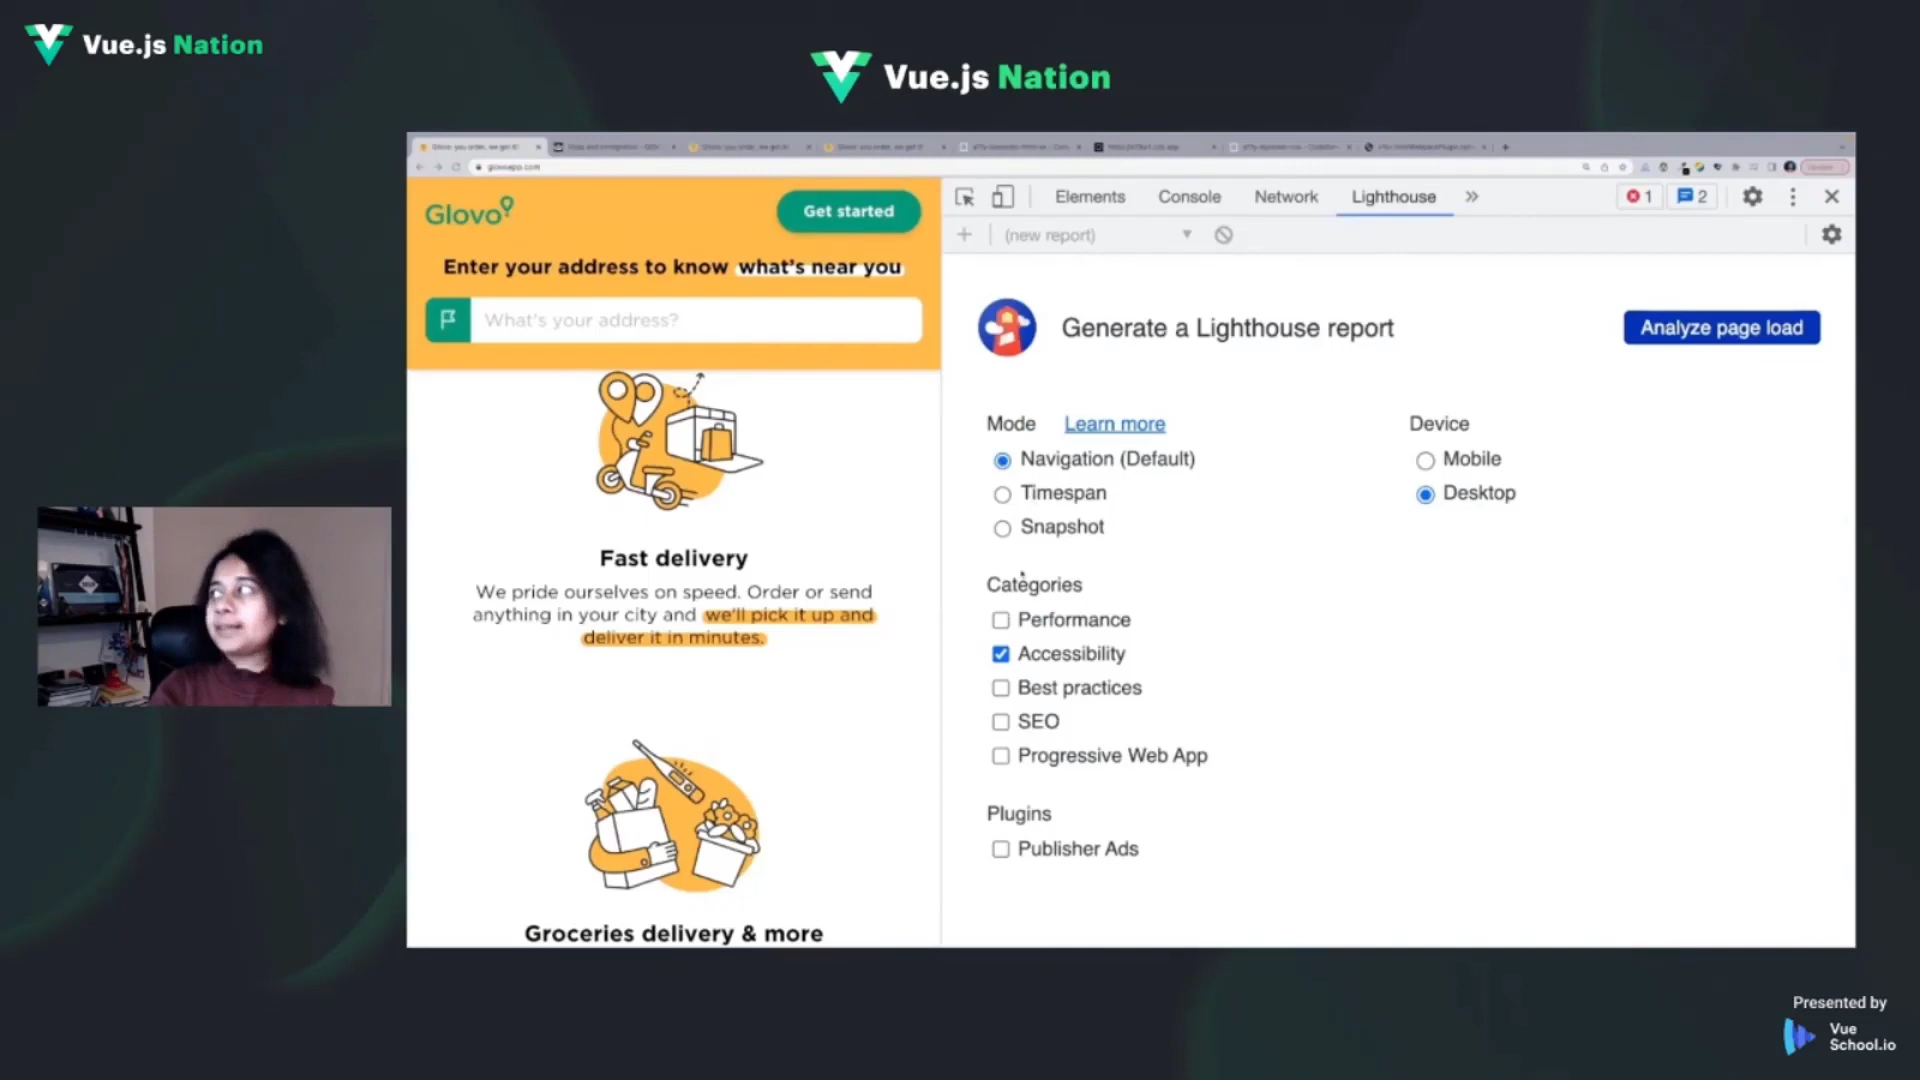 Vue.js Nation
Vue.js Nation
glovoapp.com
Glovo
Get started
Enter your address to know what's near you
What's your address?
Fast delivery
We pride ourselves on speed. Order or send
anything in your city and we'll pick it up and
deliver it in minutes.
Groceries delivery & more
Elements
Console
Network
Lighthouse
1
2
(new report)
Generate a Lighthouse report
Analyze page load
Mode
Learn more
Device
Navigation (Default)
Mobile
Timespan
Desktop
Snapshot
Categories
Performance
Accessibility
Best practices
SEO
Progressive Web App
Plugins
Publisher Ads
Presented by
Vue
School.io